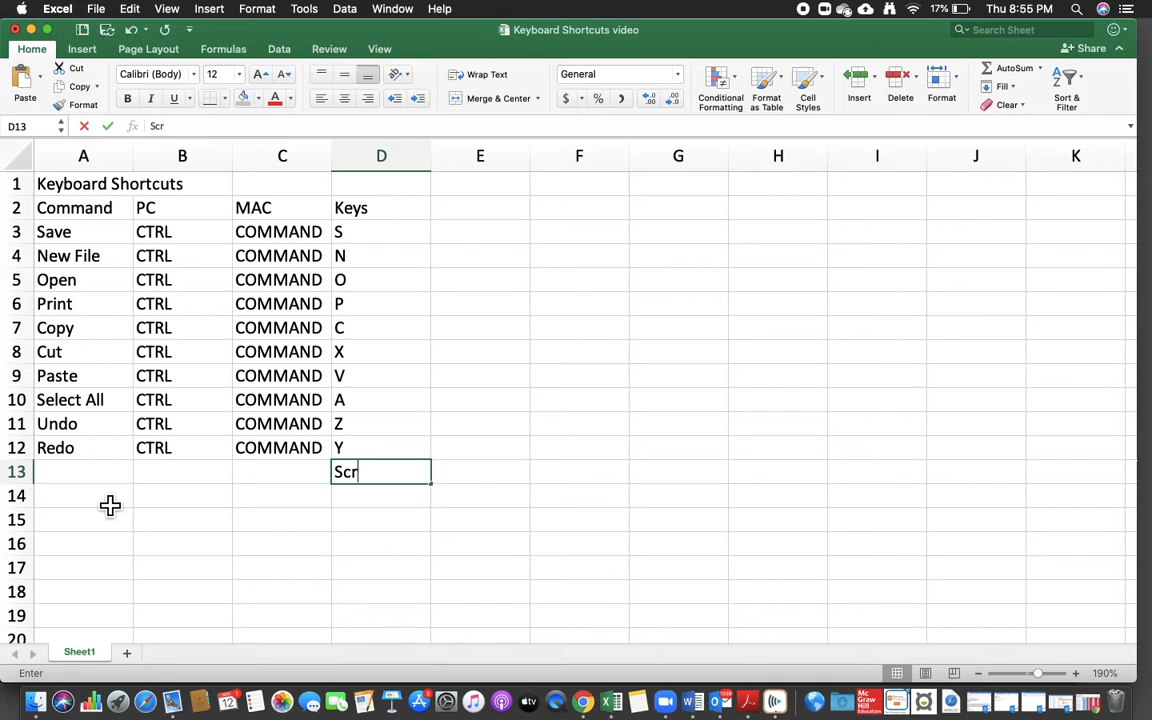 Excel File Edit View Insert Format Tools Data Window Help 17% Thu 8:55 PM
Keyboard Shortcuts video Search Sheet
Home Insert Page Layout Formulas Data Review View Share
Paste Cut Copy Format
Calibri (Body) 12 A A
B I U A
Wrap Text
Merge & Center
General
$ % )
Conditional Formatting
Format as Table
Cell Styles
Insert Delete Format
AutoSum
Fill
Clear
Sort & Filter
D13 fx Scr
A B C D E F G H I J K
1 Keyboard Shortcuts
2 Command PC MAC Keys
3 Save CTRL COMMAND S
4 New File CTRL COMMAND N
5 Open CTRL COMMAND O
6 Print CTRL COMMAND P
7 Copy CTRL COMMAND C
8 Cut CTRL COMMAND X
9 Paste CTRL COMMAND V
10 Select All CTRL COMMAND A
11 Undo CTRL COMMAND Z
12 Redo CTRL COMMAND Y
13 Scr
14
15
16
17
18
19
20
Sheet1
Enter 190%